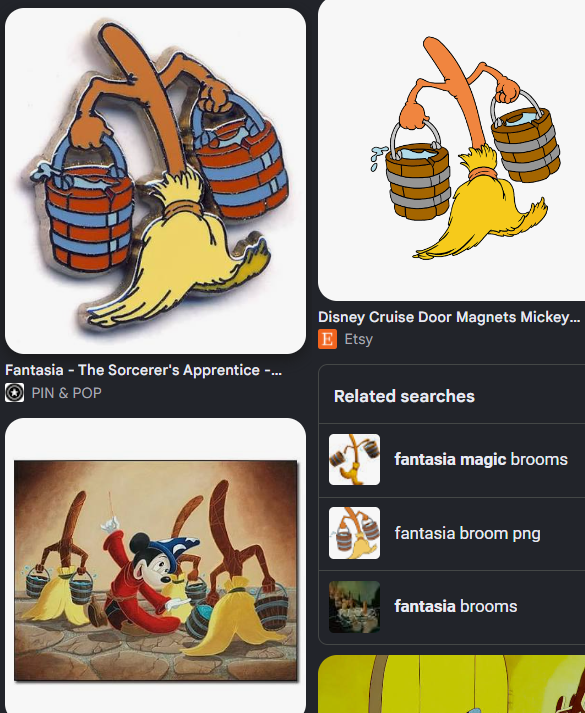 Fantasia - The Sorcerer's Apprentice -...
PIN & POP
Disney Cruise Door Magnets Mickey...
E Etsy
Related searches
fantasia magic brooms
fantasia broom png
fantasia brooms